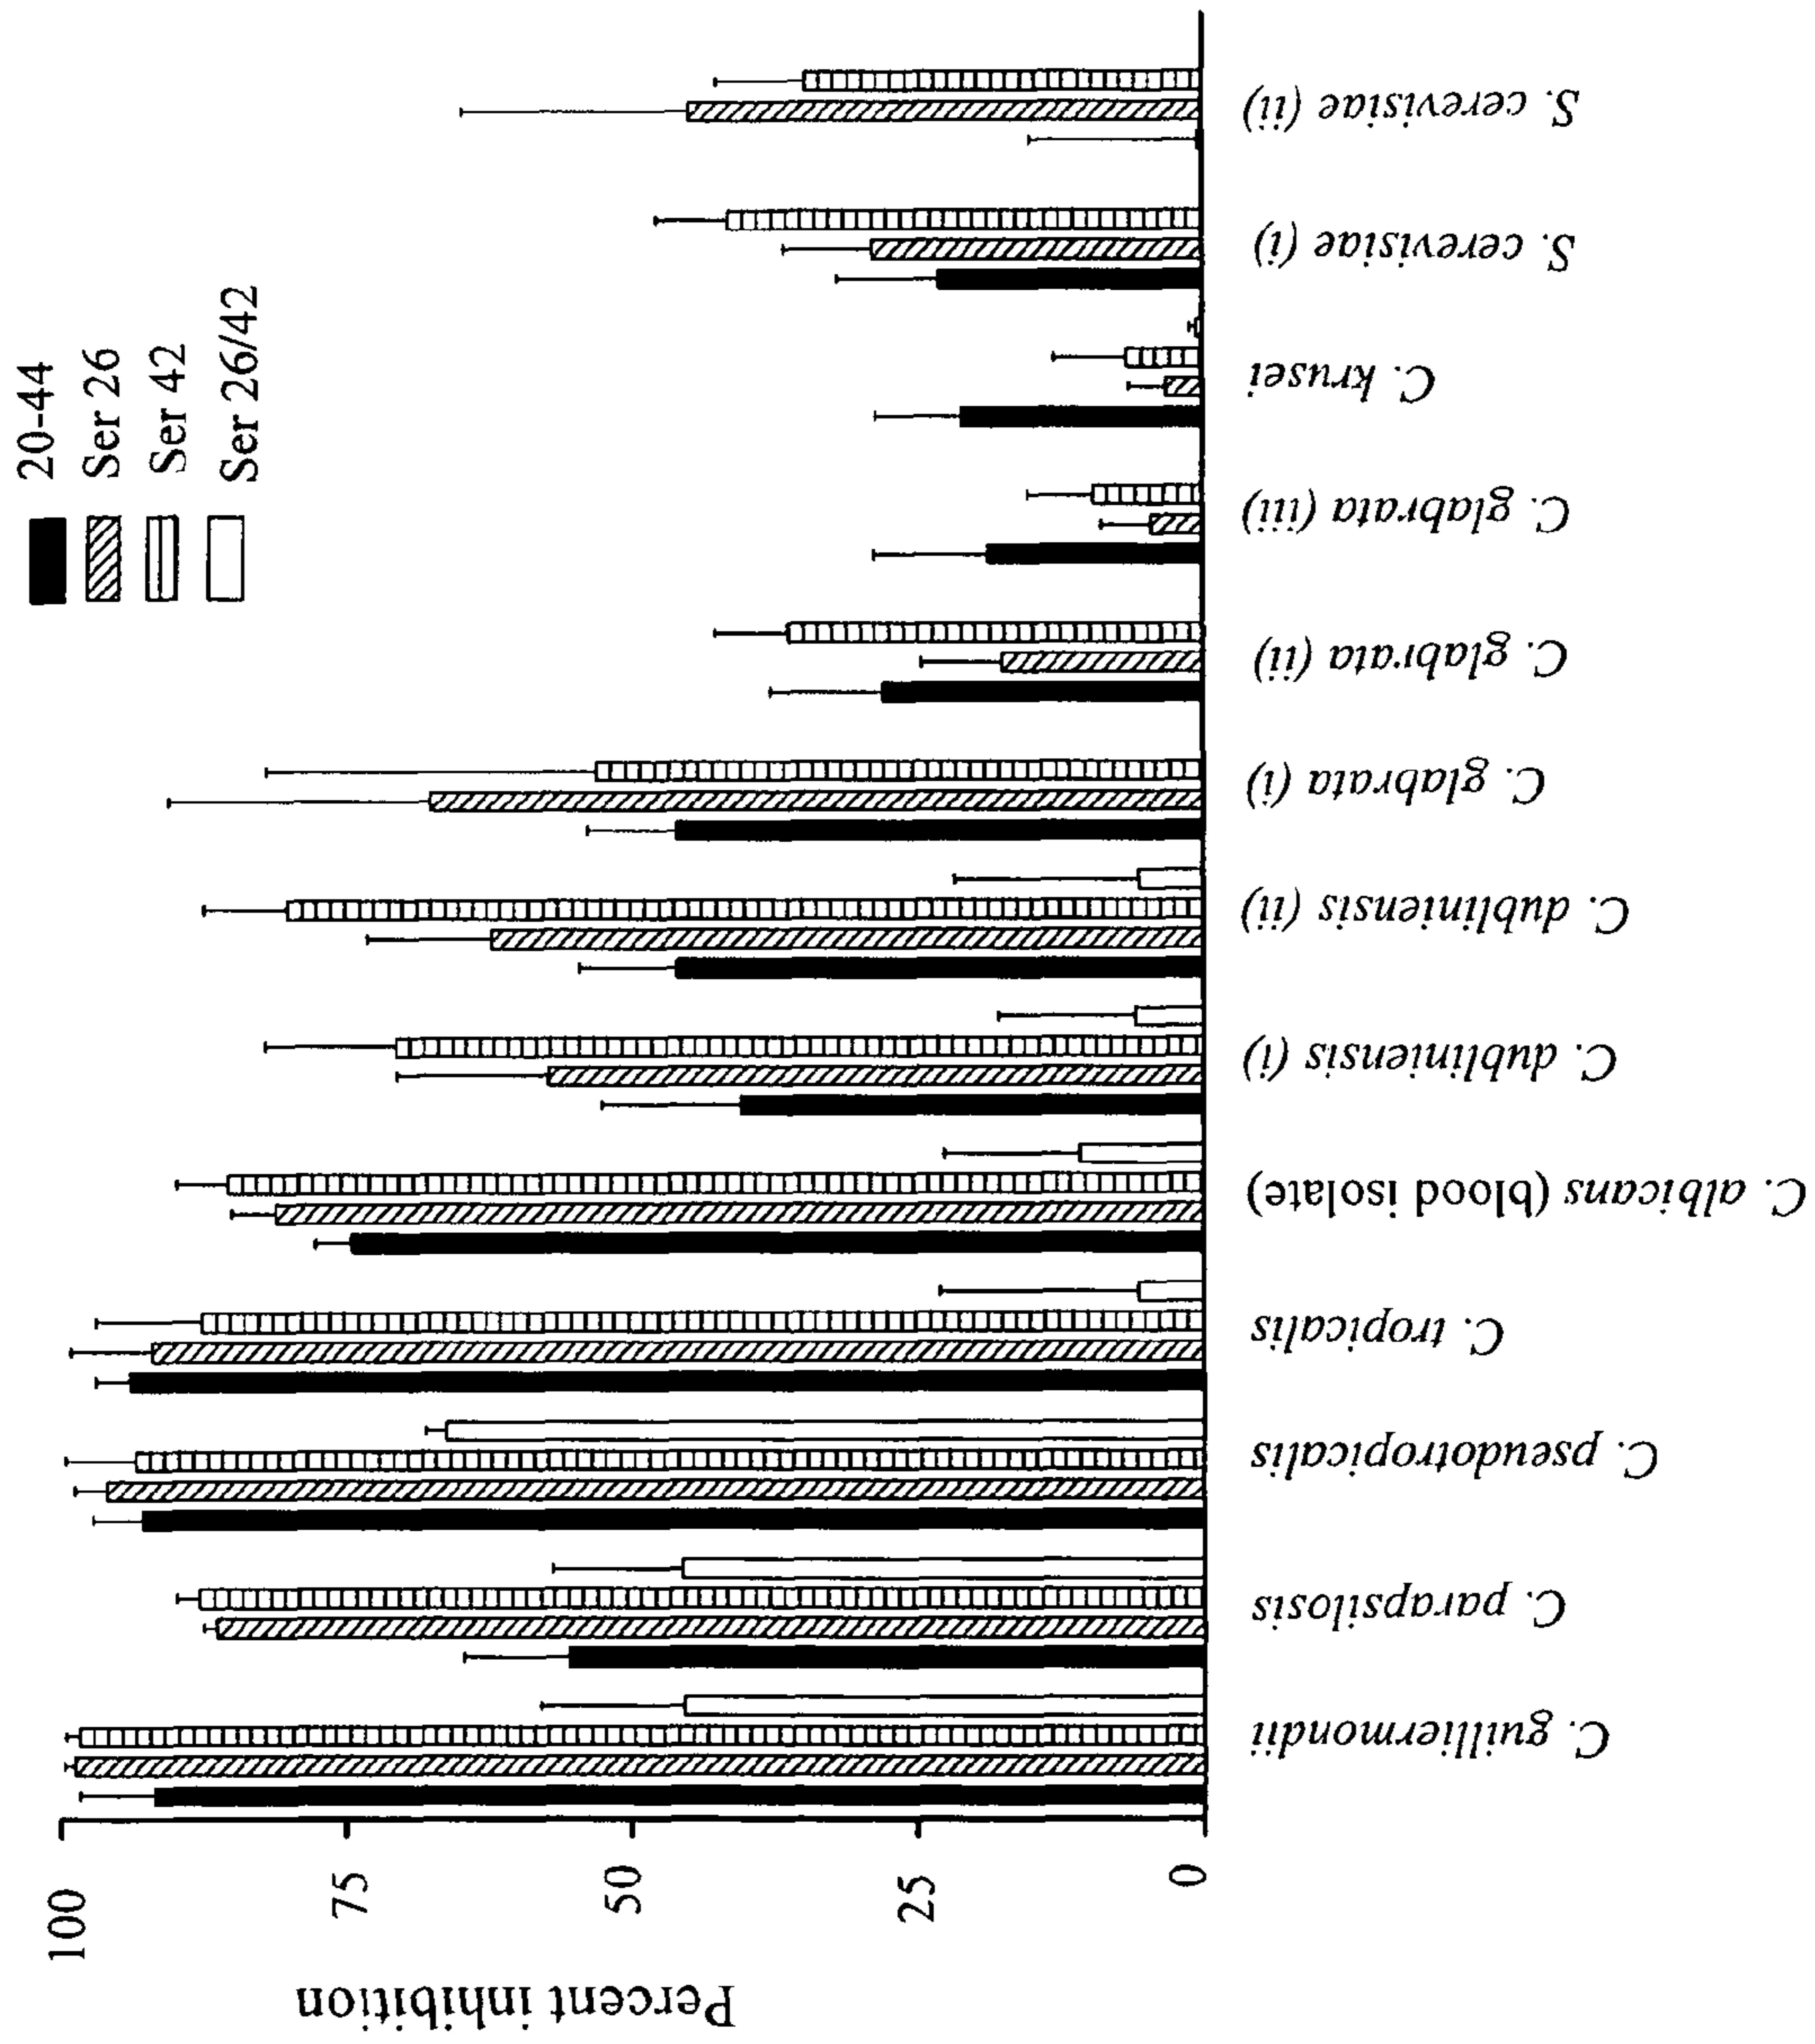 20-44
Ser 26
Ser 42
Ser 26/42
Percent inhibition
100
75
50
25
0
C. guilliermondii
C. parapsilosis
C. pseudotropicalis
C. tropicalis
C. albicans (blood isolate)
C. dubliniensis (i)
C. dubliniensis (ii)
C. glabrata (i)
C. glabrata (ii)
C. glabrata (iii)
C. krusei
S. cerevisiae (i)
S. cerevisiae (ii)